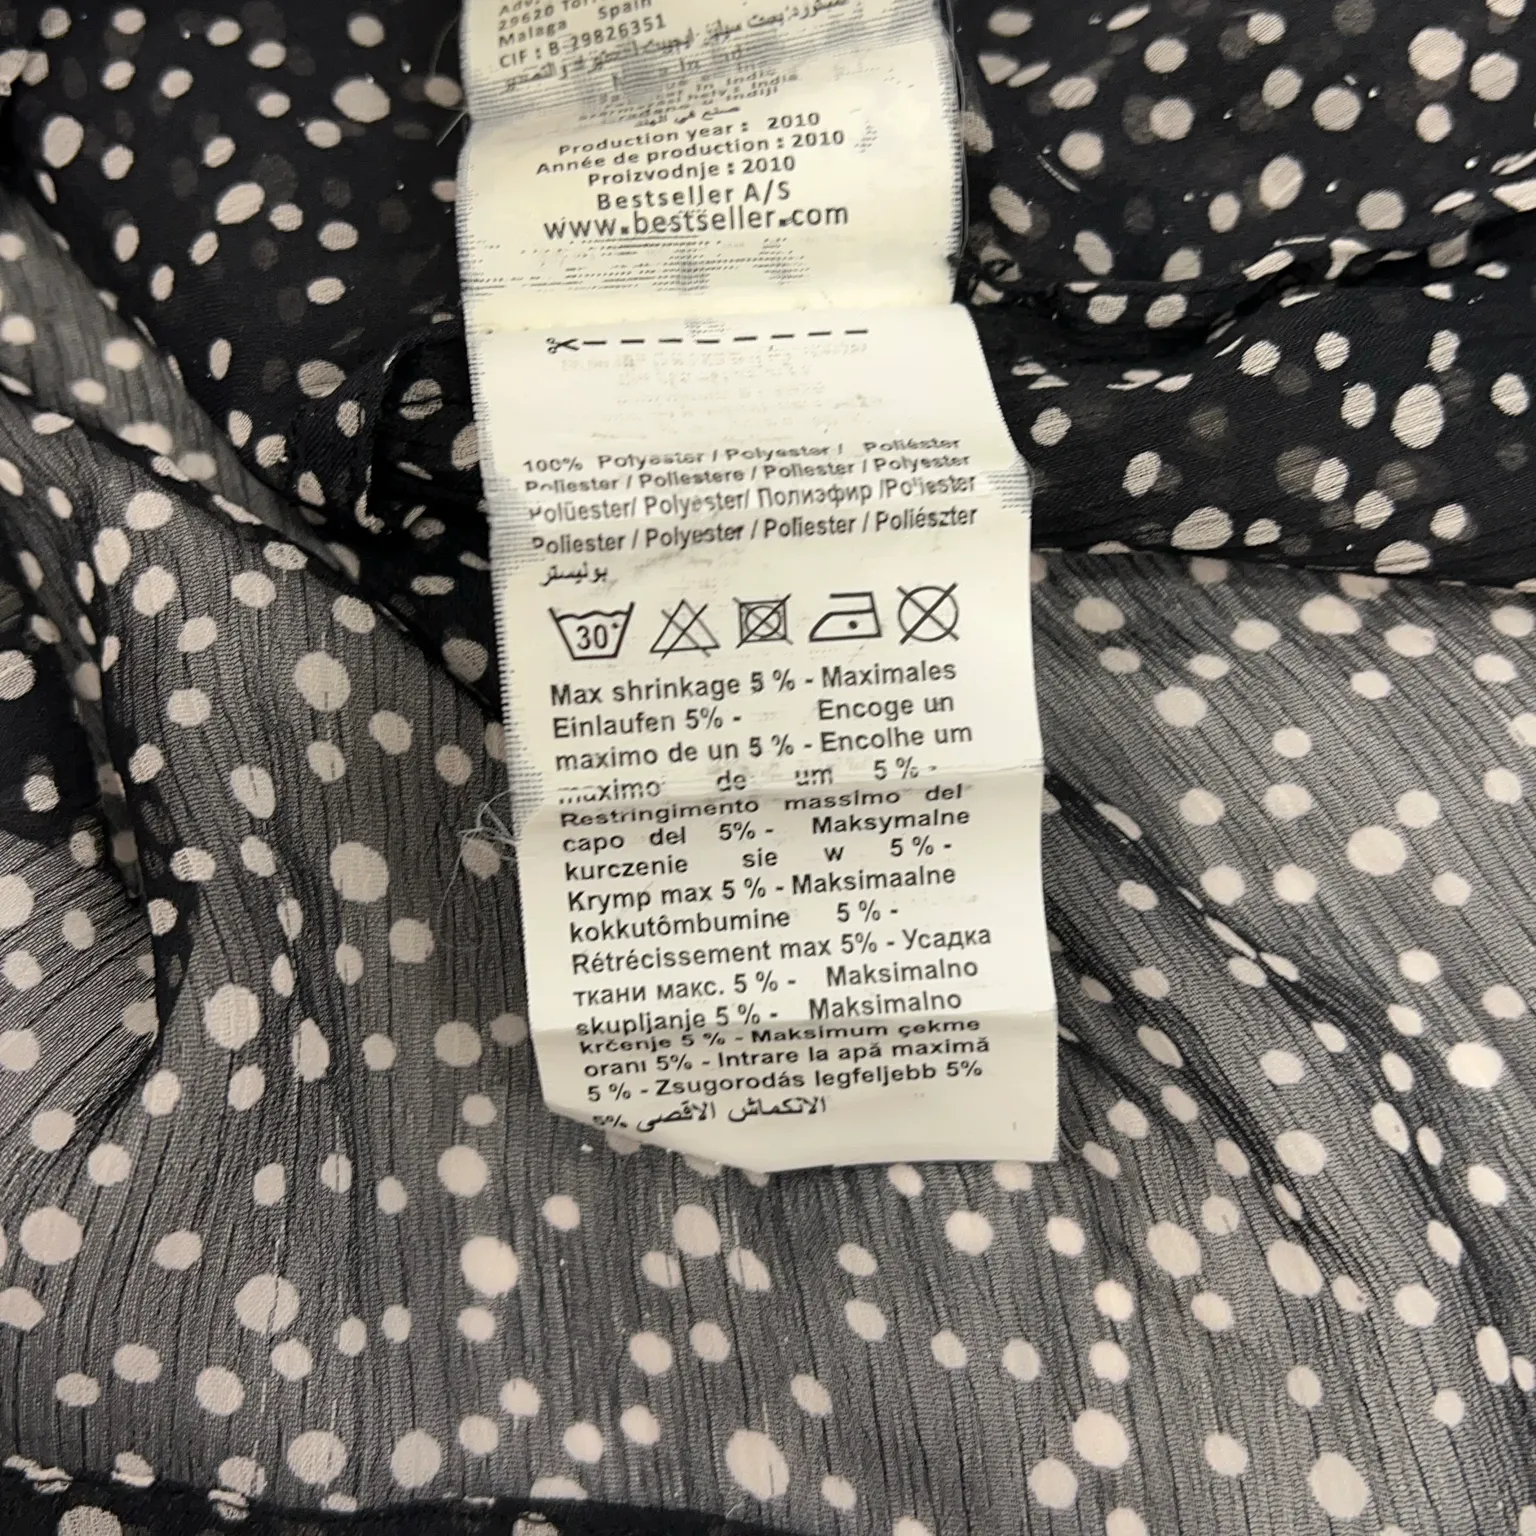 29620
Malaga Spain
CIF : B-29826351
صنع في الهند
Production year : 2010
Année de production : 2010
Proizvodnje : 2010
Bestseller A/S
www.bestseller.com
100% Polyester / Polyester / Poliéster
Poliester / Poliestere / Poliester / Polyester
Polüester/ Polyester/ Полиэфир /Poliester
Poliester / Polyester / Poliester / Poliészter
بوليستر
30°
Max shrinkage 5 % - Maximales
Einlaufen 5% - Encoge un
maximo de un 5 % - Encolhe um
maximo de um 5 % -
Restringimento massimo del
capo del 5% - Maksymalne
kurczenie sie w 5 % -
Krymp max 5 % - Maksimaalne
kokkutômbumine 5 % -
Rétrécissement max 5% - Усадка
ткани макс. 5 % - Maksimalno
skupljanje 5 % - Maksimalno
krčenje 5 % - Maksimum çekme
oranı 5% - Intrare la apă maximă
5 % - Zsugorodás legfeljebb 5%
الانكماش الاقصى 5%